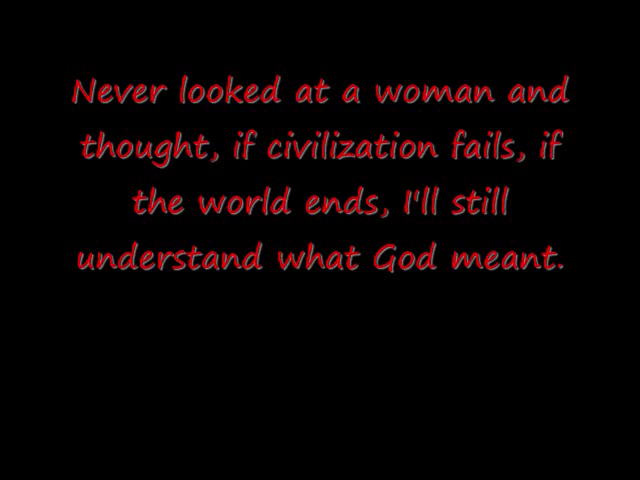 Never looked at a woman and
thought, if civilization fails, if
the world ends, I'll still
understand what God meant.